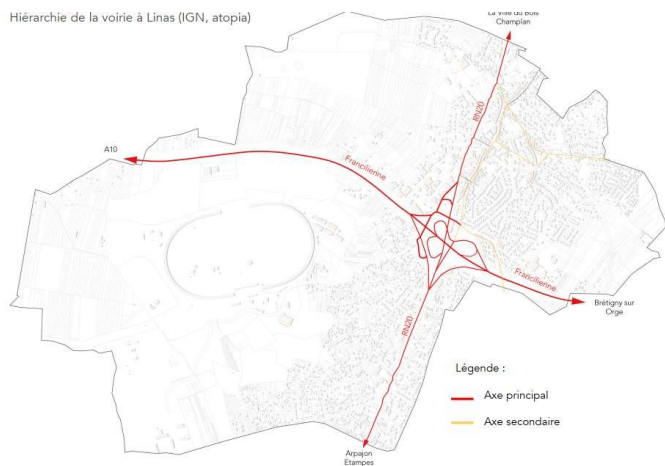 Hiérarchie de la voirie à Linas (IGN, atopia)
La Ville du Bois
Champlan
RN20
A10
Francilienne
Francilienne
Brétigny sur
Orge
RN20
Légende :
Axe principal
Axe secondaire
Arpajon
Etampes